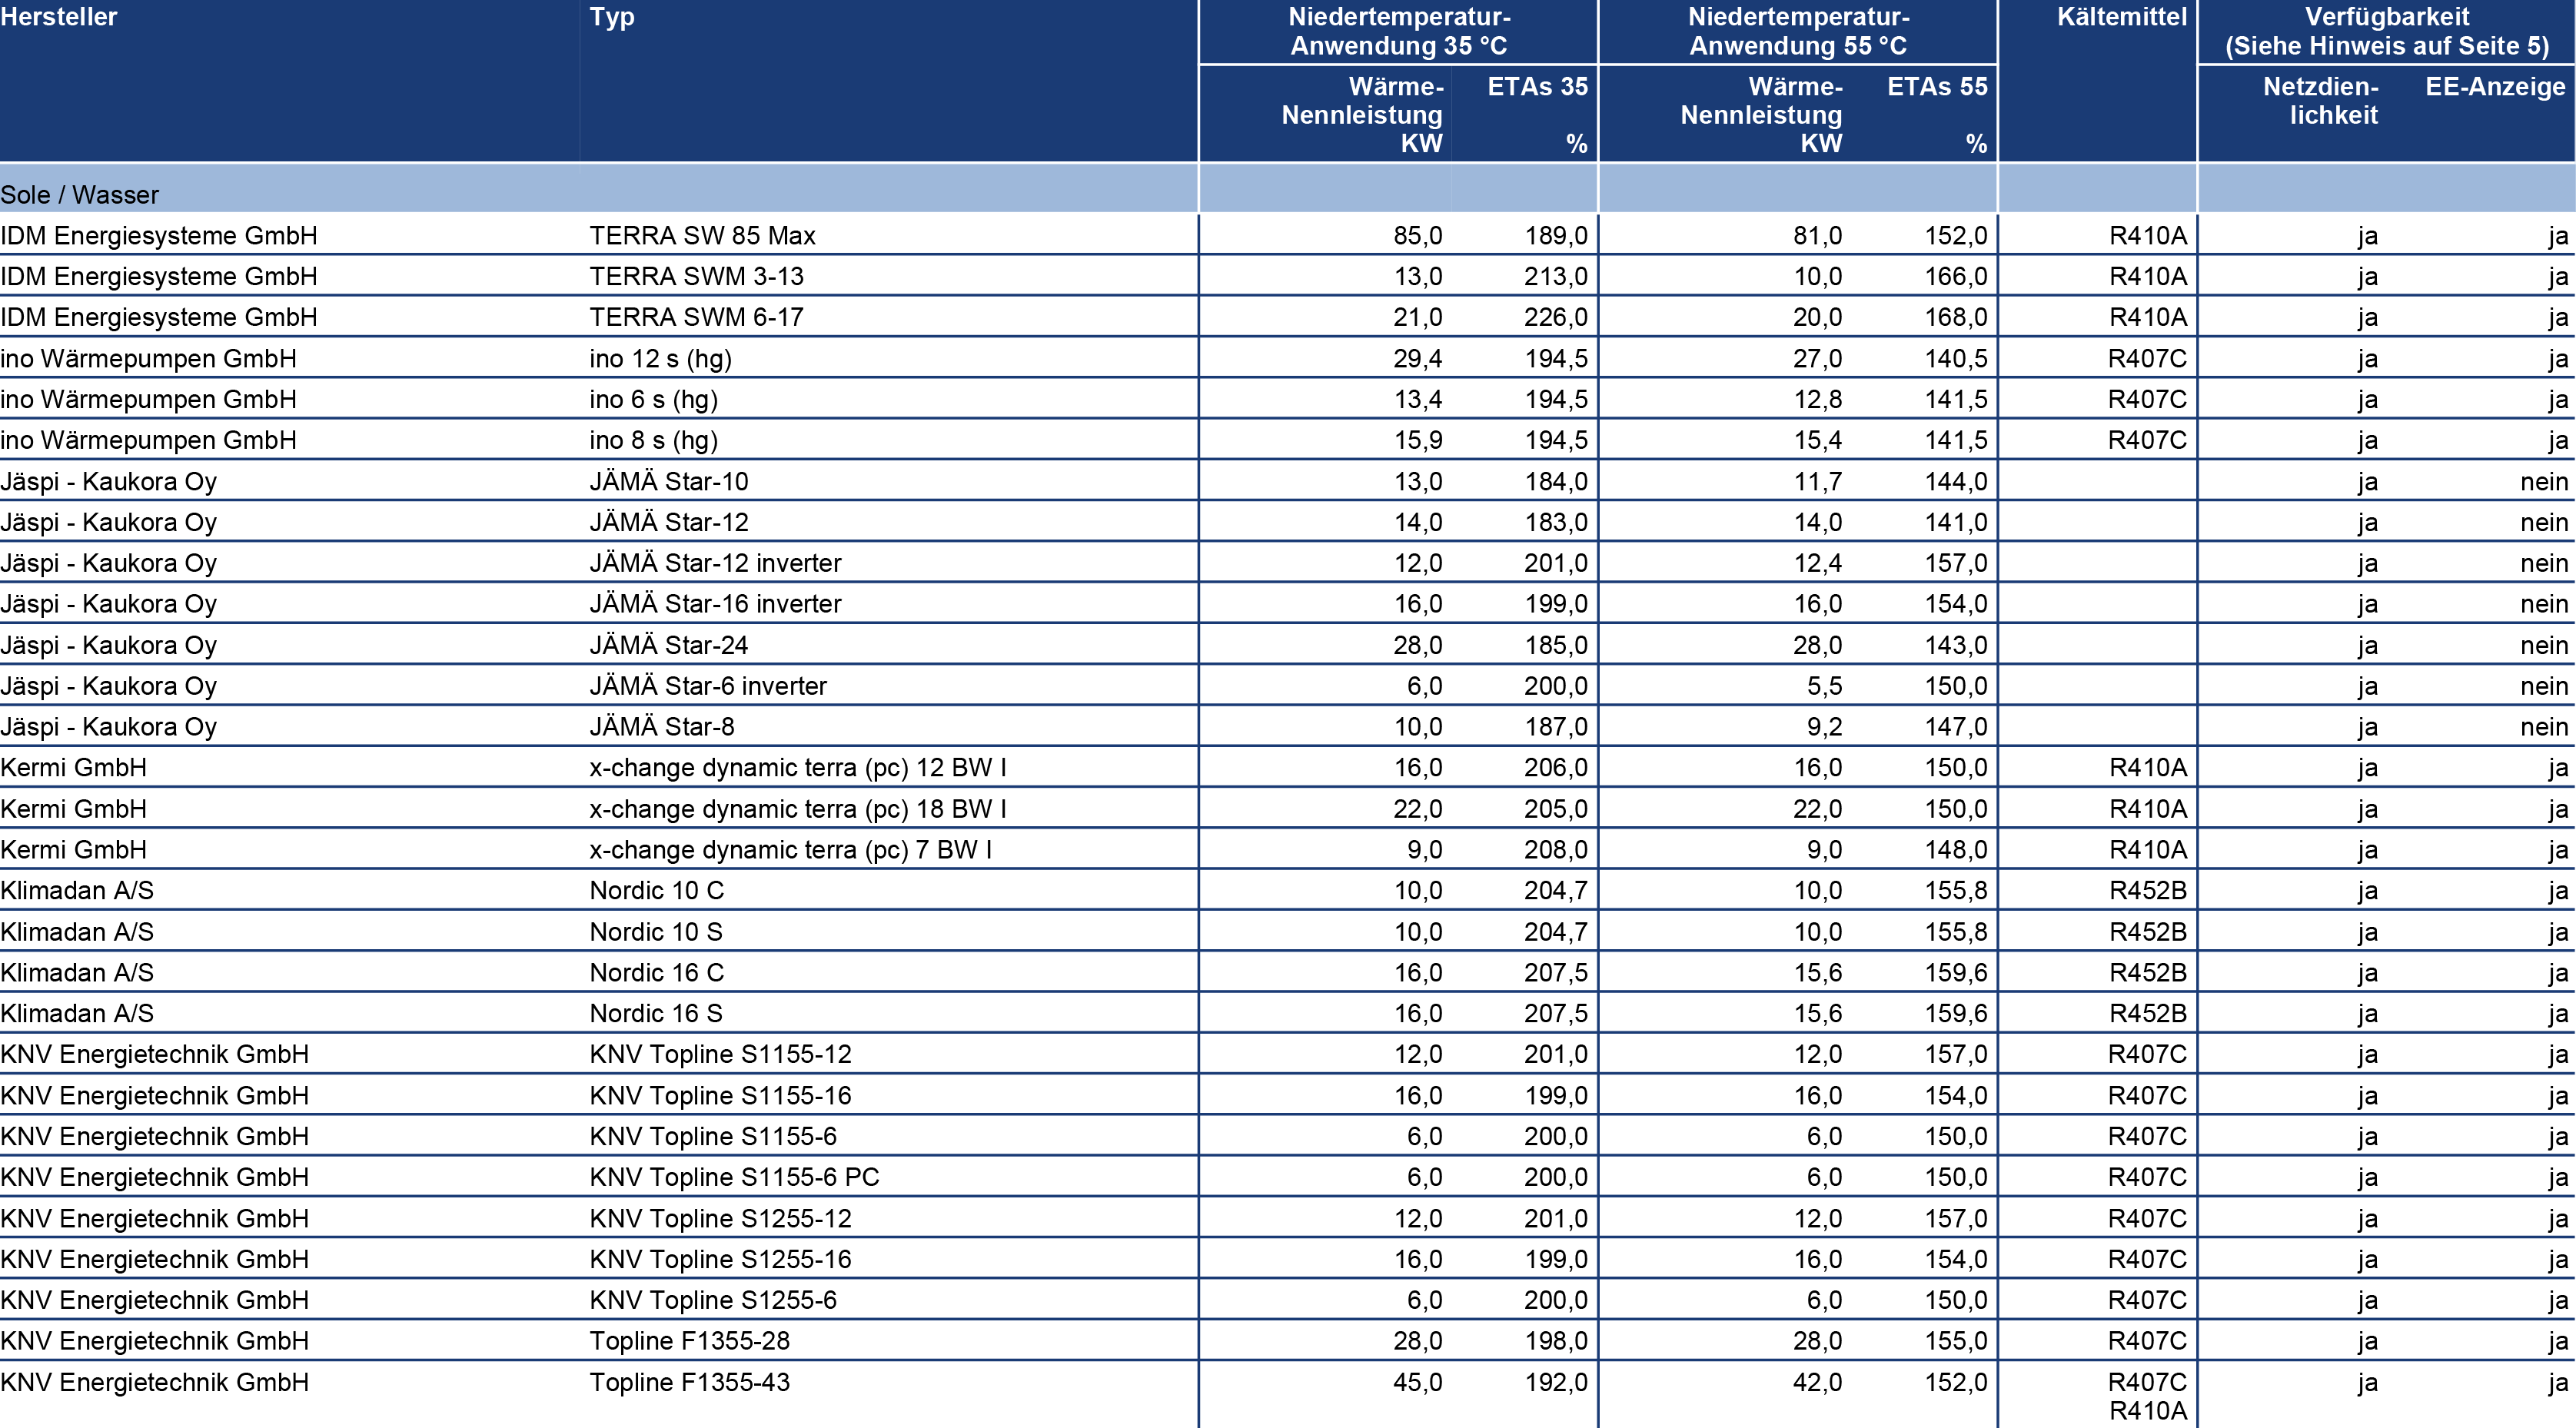 Hersteller Typ Niedertemperatur- Niedertemperatur- Kältemittel Verfügbarkeit
Anwendung 35 °C Anwendung 55 °C (Siehe Hinweis auf Seite 5)
Wärme- ETAs 35 Wärme- ETAs 55 Netzdien- EE-Anzeige
Nennleistung Nennleistung lichkeit
KW % KW %
Sole / Wasser
IDM Energiesysteme GmbH TERRA SW 85 Max 85,0 189,0 81,0 152,0 R410A ja ja
IDM Energiesysteme GmbH TERRA SWM 3-13 13,0 213,0 10,0 166,0 R410A ja ja
IDM Energiesysteme GmbH TERRA SWM 6-17 21,0 226,0 20,0 168,0 R410A ja ja
ino Wärmepumpen GmbH ino 12 s (hg) 29,4 194,5 27,0 140,5 R407C ja ja
ino Wärmepumpen GmbH ino 6 s (hg) 13,4 194,5 12,8 141,5 R407C ja ja
ino Wärmepumpen GmbH ino 8 s (hg) 15,9 194,5 15,4 141,5 R407C ja ja
Jäspi - Kaukora Oy JÄMÄ Star-10 13,0 184,0 11,7 144,0 ja nein
Jäspi - Kaukora Oy JÄMÄ Star-12 14,0 183,0 14,0 141,0 ja nein
Jäspi - Kaukora Oy JÄMÄ Star-12 inverter 12,0 201,0 12,4 157,0 ja nein
Jäspi - Kaukora Oy JÄMÄ Star-16 inverter 16,0 199,0 16,0 154,0 ja nein
Jäspi - Kaukora Oy JÄMÄ Star-24 28,0 185,0 28,0 143,0 ja nein
Jäspi - Kaukora Oy JÄMÄ Star-6 inverter 6,0 200,0 5,5 150,0 ja nein
Jäspi - Kaukora Oy JÄMÄ Star-8 10,0 187,0 9,2 147,0 ja nein
Kermi GmbH x-change dynamic terra (pc) 12 BW I 16,0 206,0 16,0 150,0 R410A ja ja
Kermi GmbH x-change dynamic terra (pc) 18 BW I 22,0 205,0 22,0 150,0 R410A ja ja
Kermi GmbH x-change dynamic terra (pc) 7 BW I 9,0 208,0 9,0 148,0 R410A ja ja
Klimadan A/S Nordic 10 C 10,0 204,7 10,0 155,8 R452B ja ja
Klimadan A/S Nordic 10 S 10,0 204,7 10,0 155,8 R452B ja ja
Klimadan A/S Nordic 16 C 16,0 207,5 15,6 159,6 R452B ja ja
Klimadan A/S Nordic 16 S 16,0 207,5 15,6 159,6 R452B ja ja
KNV Energietechnik GmbH KNV Topline S1155-12 12,0 201,0 12,0 157,0 R407C ja ja
KNV Energietechnik GmbH KNV Topline S1155-16 16,0 199,0 16,0 154,0 R407C ja ja
KNV Energietechnik GmbH KNV Topline S1155-6 6,0 200,0 6,0 150,0 R407C ja ja
KNV Energietechnik GmbH KNV Topline S1155-6 PC 6,0 200,0 6,0 150,0 R407C ja ja
KNV Energietechnik GmbH KNV Topline S1255-12 12,0 201,0 12,0 157,0 R407C ja ja
KNV Energietechnik GmbH KNV Topline S1255-16 16,0 199,0 16,0 154,0 R407C ja ja
KNV Energietechnik GmbH KNV Topline S1255-6 6,0 200,0 6,0 150,0 R407C ja ja
KNV Energietechnik GmbH Topline F1355-28 28,0 198,0 28,0 155,0 R407C ja ja
KNV Energietechnik GmbH Topline F1355-43 45,0 192,0 42,0 152,0 R407C ja ja
R410A